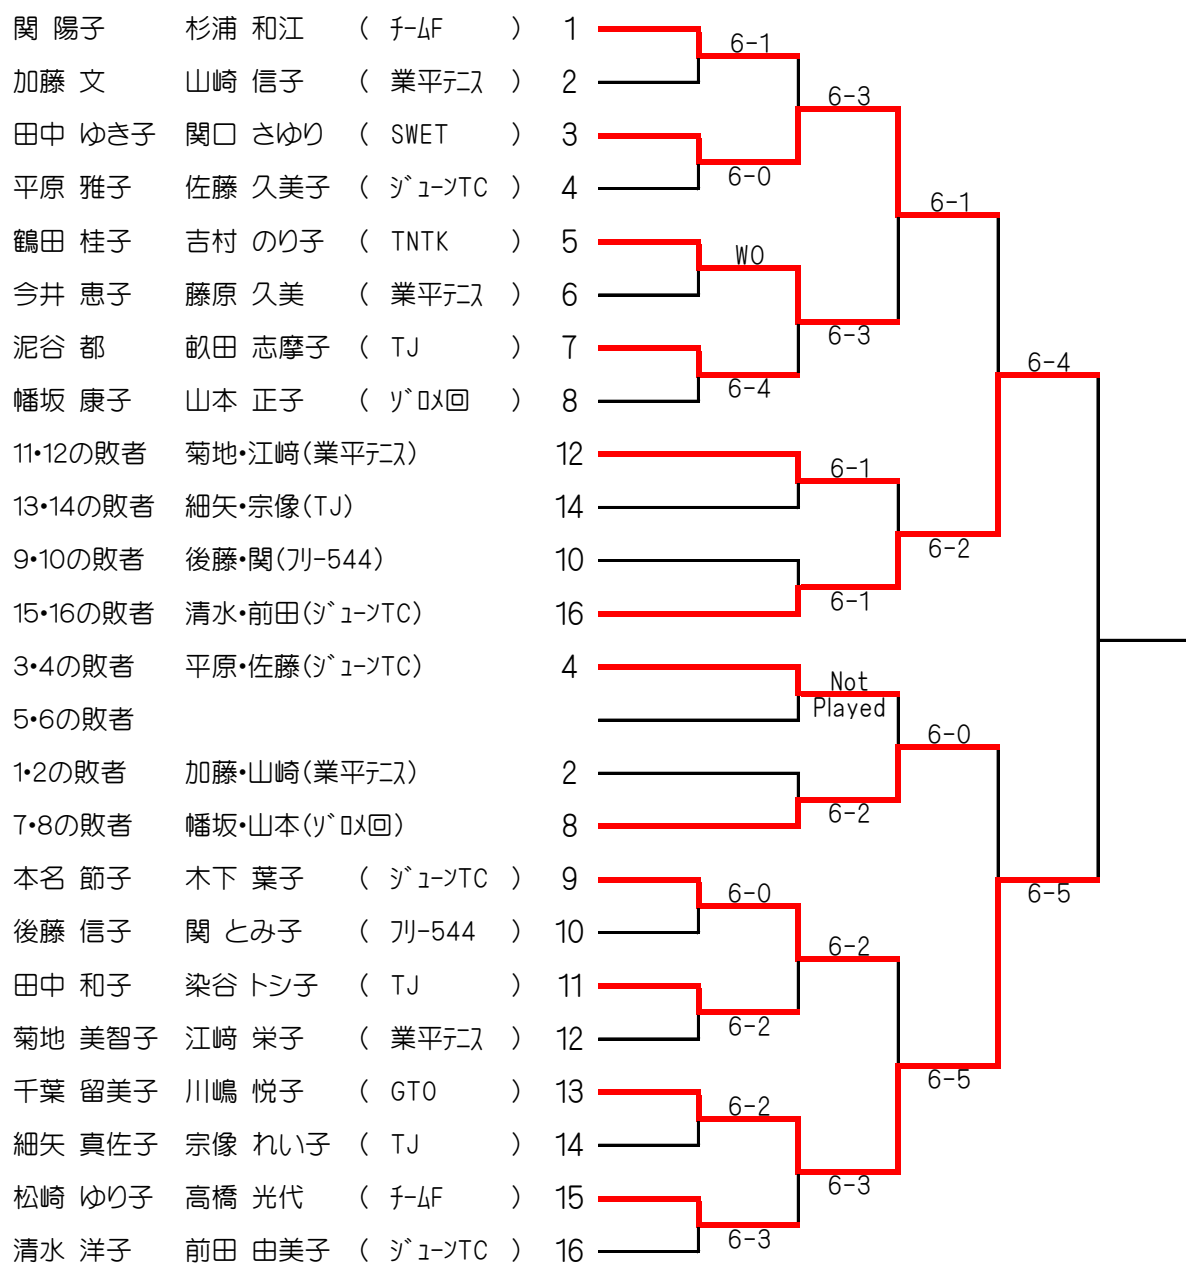 関 陽子 杉浦 和江 ( ﾁｰﾑF ) 1
6-1
加藤 文 山崎 信子 ( 業平ﾃﾆｽ ) 2
6-3
田中 ゆき子 関口 さゆり ( SWET ) 3
6-0
平原 雅子 佐藤 久美子 ( ｼﾞｭｰﾝTC ) 4
6-1
鶴田 桂子 吉村 のり子 ( TNTK ) 5
WO
今井 恵子 藤原 久美 ( 業平ﾃﾆｽ ) 6
6-3
泥谷 都 畝田 志摩子 ( TJ ) 7
6-4
6-4
幡坂 康子 山本 正子 ( ｿﾞﾛﾒ回 ) 8
11・12の敗者 菊地・江﨑(業平ﾃﾆｽ) 12
6-1
13・14の敗者 細矢・宗像(TJ) 14
6-2
9・10の敗者 後藤・関(ﾌﾘｰ544) 10
6-1
15・16の敗者 清水・前田(ｼﾞｭｰﾝTC) 16
3・4の敗者 平原・佐藤(ｼﾞｭｰﾝTC) 4
Not
Played
5・6の敗者
6-0
1・2の敗者 加藤・山崎(業平ﾃﾆｽ) 2
6-2
7・8の敗者 幡坂・山本(ｿﾞﾛﾒ回) 8
本名 節子 木下 葉子 ( ｼﾞｭｰﾝTC ) 9
6-0
6-5
後藤 信子 関 とみ子 ( ﾌﾘｰ544 ) 10
6-2
田中 和子 染谷 トシ子 ( TJ ) 11
6-2
菊地 美智子 江﨑 栄子 ( 業平ﾃﾆｽ ) 12
6-5
千葉 留美子 川嶋 悦子 ( GTO ) 13
6-2
細矢 真佐子 宗像 れい子 ( TJ ) 14
6-3
松崎 ゆり子 高橋 光代 ( ﾁｰﾑF ) 15
6-3
清水 洋子 前田 由美子 ( ｼﾞｭｰﾝTC ) 16